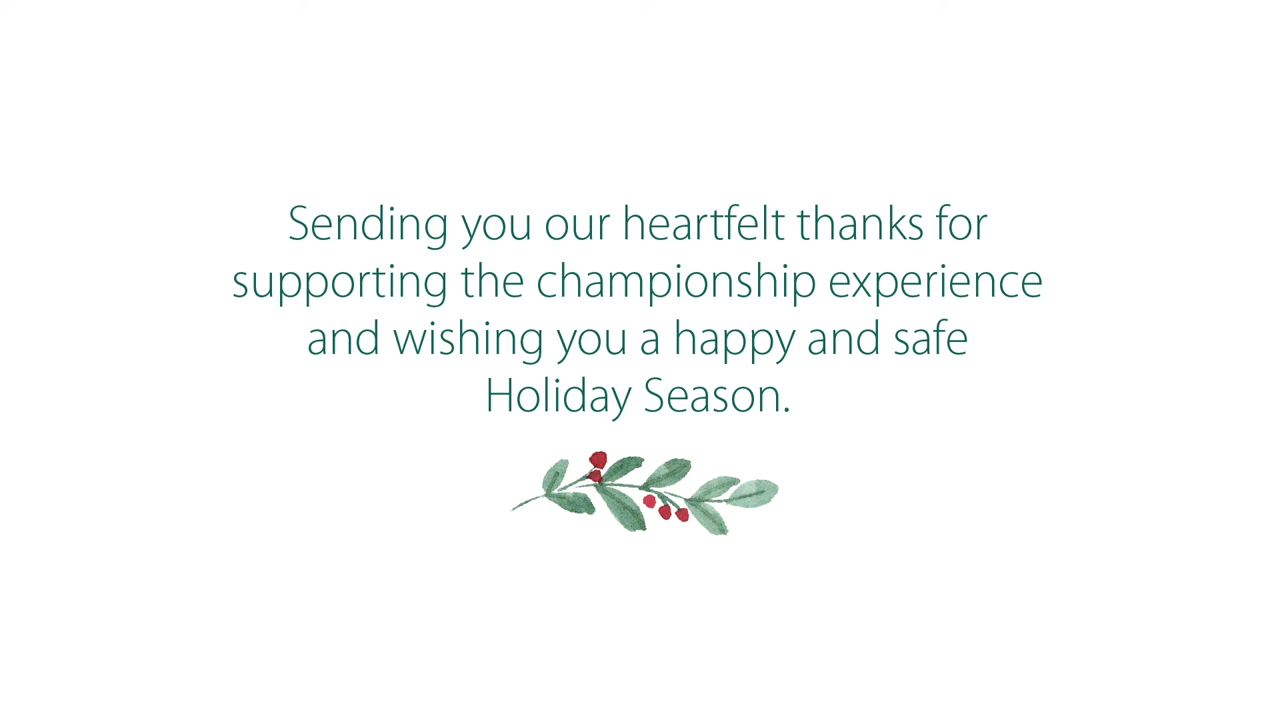 Sending you our heartfelt thanks for
supporting the championship experience
and wishing you a happy and safe
Holiday Season.